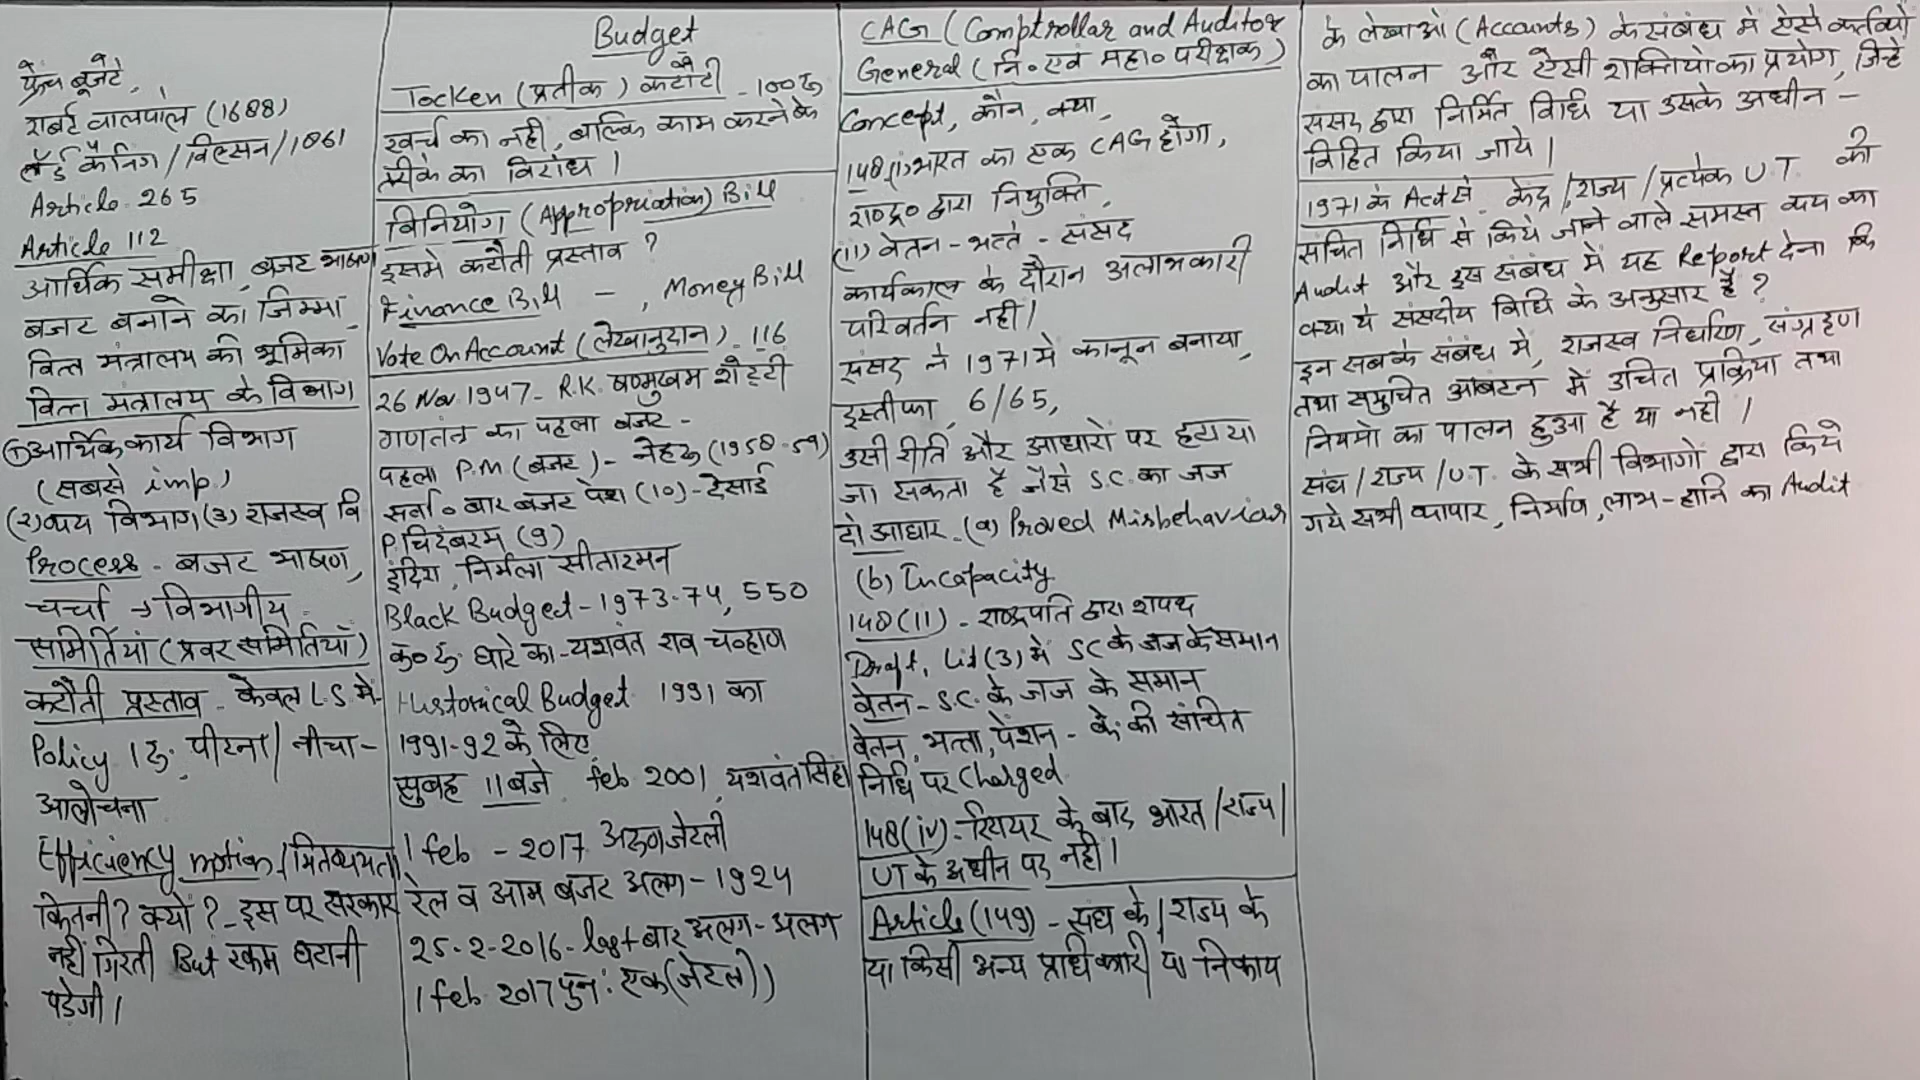 Budget
फ्रेंच बूजेटे,
राबर्ट वालपोल (1688)
लॉर्ड कैनिंग / विल्सन / 1861
Article 265
Article 112
आर्थिक समीक्षा, बजट भाषण
बजट बनाने का जिम्मा
वित्त मंत्रालय की भूमिका
वित्त मंत्रालय के विभाग
① आर्थिक कार्य विभाग
(सबसे imp.)
(२) व्यय विभाग (3) राजस्व वि
Process - बजट भाषण,
चर्चा → विभागीय
समितियां (प्रवर समितियाँ)
कटौती प्रस्ताव - केवल L.S में-
Policy 1रु. पीटना / नीचा -
आलोचना
Efficiency motion (मितव्ययता)
कितनी? क्यों? - इस पर सरकार
नहीं गिरती But रकम घटानी
पडेगी।
Tocken (प्रतीक) कटौटी - 100रु
खर्च का नही, बल्कि काम करने के
तरीके का विरोध।
विनियोग (Appropriation) Bill
इसमे कटौती प्रस्ताव ?
Finance Bill - , Money Bill
Vote On Account (लेखानुदान) - 116
26 Nov. 1947 - R.K. षणमुखम शेट्टी
गणतंत्र का पहला बजट -
पहला P.M (बजट) - नेहरू (1958-59)
सर्वा० बार बजट पेश (10) - देसाई
P. चिदंबरम (9)
इंदिरा, निर्मला सीतारमन
Black Budged - 1973-74, 550
क० रु. घाटे का - यशवंत राव चव्हाण
Historical Budget 1991 का
1991-92 के लिए
सुबह 11 बजे feb 2001, यशवंत सिंहा
1 feb - 2017 अरुण जेटली
रेल व आम बजट अलग - 1924
25-2-2016 - last बार अलग-अलग
1 feb 2017 पुन: एक (जेटली)
CAG (Comptrollar and Auditor
General (नि० एवं महा० परीक्षक)
Concept, कौन, क्या,
148(1) भारत का एक CAG होगा,
रा०ट्र० द्वारा नियुक्ति,
(11) वेतन - भत्ते - संसद
कार्यकाल के दौरान अलाभकारी
परिवर्तन नही।
संसद ने 1971 मे कानून बनाया,
इस्तीफा, 6/65,
उसी रीति और आधारो पर हटाया
जा सकता है जैसे S.C. का जज
दो आधार - (a) Proved Misbehaviour
(b) Incapacity
148(11) - राष्ट्रपति द्वारा शपथ
Draft, List (3) में SC के जज के समान
वेतन - S.C. के जज के समान
वेतन, भत्ता, पेंशन - के. की संचित
निधि पर Charged
148(iv) - रिटायर के बाद भारत / राज्य /
UT के अधीन पद नही।
Article (149) - संघ के / राज्य के
या किसी अन्य प्राधिकारी या निकाय
के लेखाओ (Accounts) के संबंध मे ऐसे कर्तव्यो
का पालन और ऐसी शक्तियो का प्रयोग, जिन्हे
संसद द्वारा निर्मित विधि या उसके अधीन -
विहित किया जाये।
1971 के Act से केंद्र / राज्य / प्रत्येक UT की
संचित निधि से किये जाने वाले समस्त व्यय का
Audit और इस संबंध में यह Report देना कि
क्या ये संसदीय विधि के अनुसार है ?
इन सबके संबंध मे, राजस्व निर्धारण, संग्रहण
तथा समुचित आबंटन में उचित प्रक्रिया तथा
नियमो का पालन हुआ है या नही।
संघ / राज्य / U.T. के सभी विभागों द्वारा किये
गये सभी व्यापार, निर्माण, लाभ-हानि का Audit